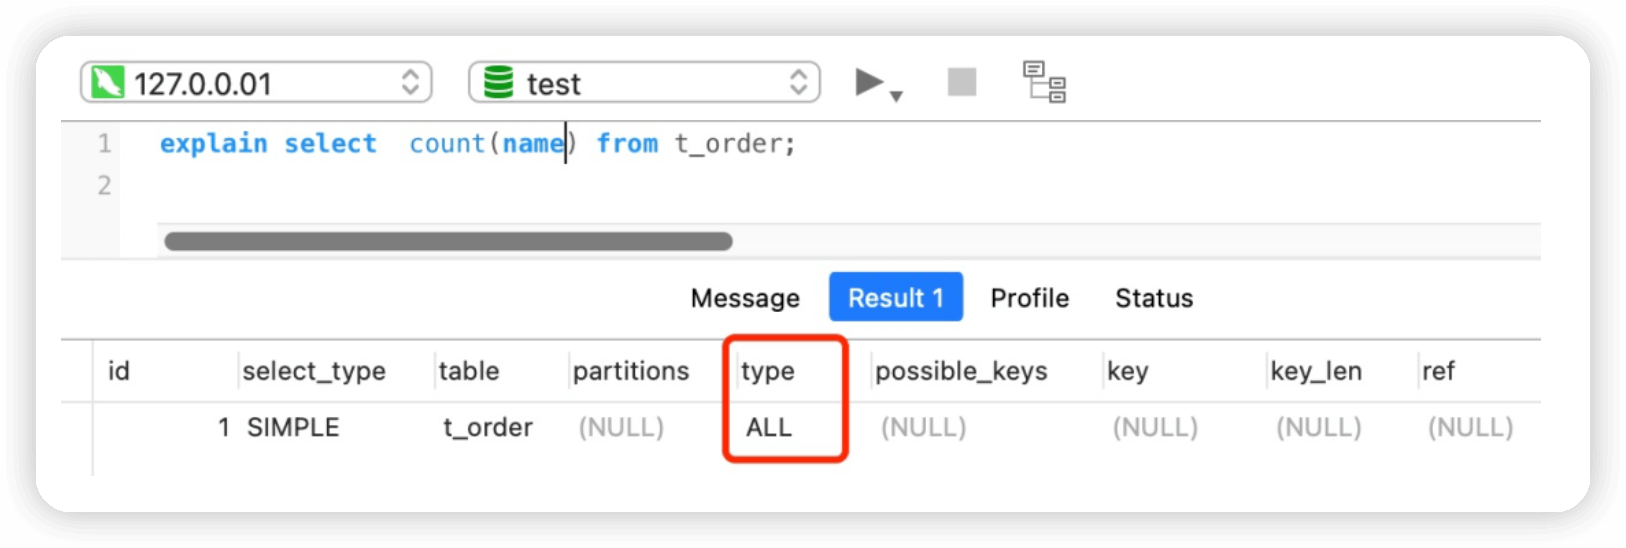 127.0.0.01 test
1 explain select count(name) from t_order;
2
Message Result 1 Profile Status
id select_type table partitions type possible_keys key key_len ref
1 SIMPLE t_order (NULL) ALL (NULL) (NULL) (NULL) (NULL)